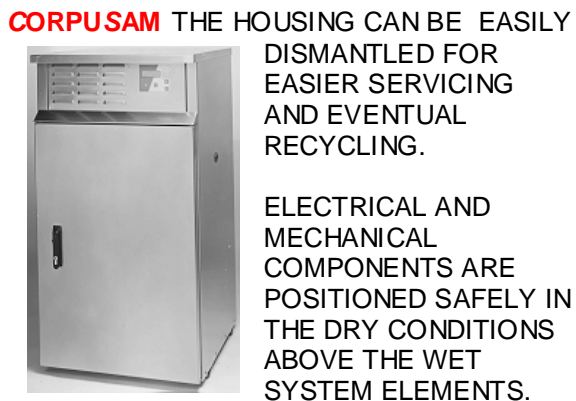 CORPUSAM THE HOUSING CAN BE EASILY
DISMANTLED FOR
EASIER SERVICING
AND EVENTUAL
RECYCLING.
ELECTRICAL AND
MECHANICAL
COMPONENTS ARE
POSITIONED SAFELY IN
THE DRY CONDITIONS
ABOVE THE WET
SYSTEM ELEMENTS.